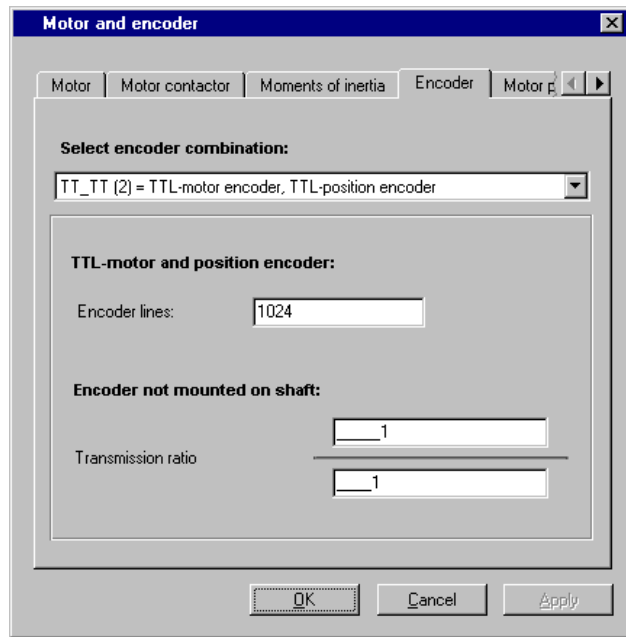 Motor and encoder
Motor Motor contactor Moments of inertia Encoder Motor p
Select encoder combination:
TT_TT (2) = TTL-motor encoder, TTL-position encoder
TTL-motor and position encoder:
Encoder lines: 1024
Encoder not mounted on shaft:
_____1
Transmission ratio
____1
OK Cancel Apply